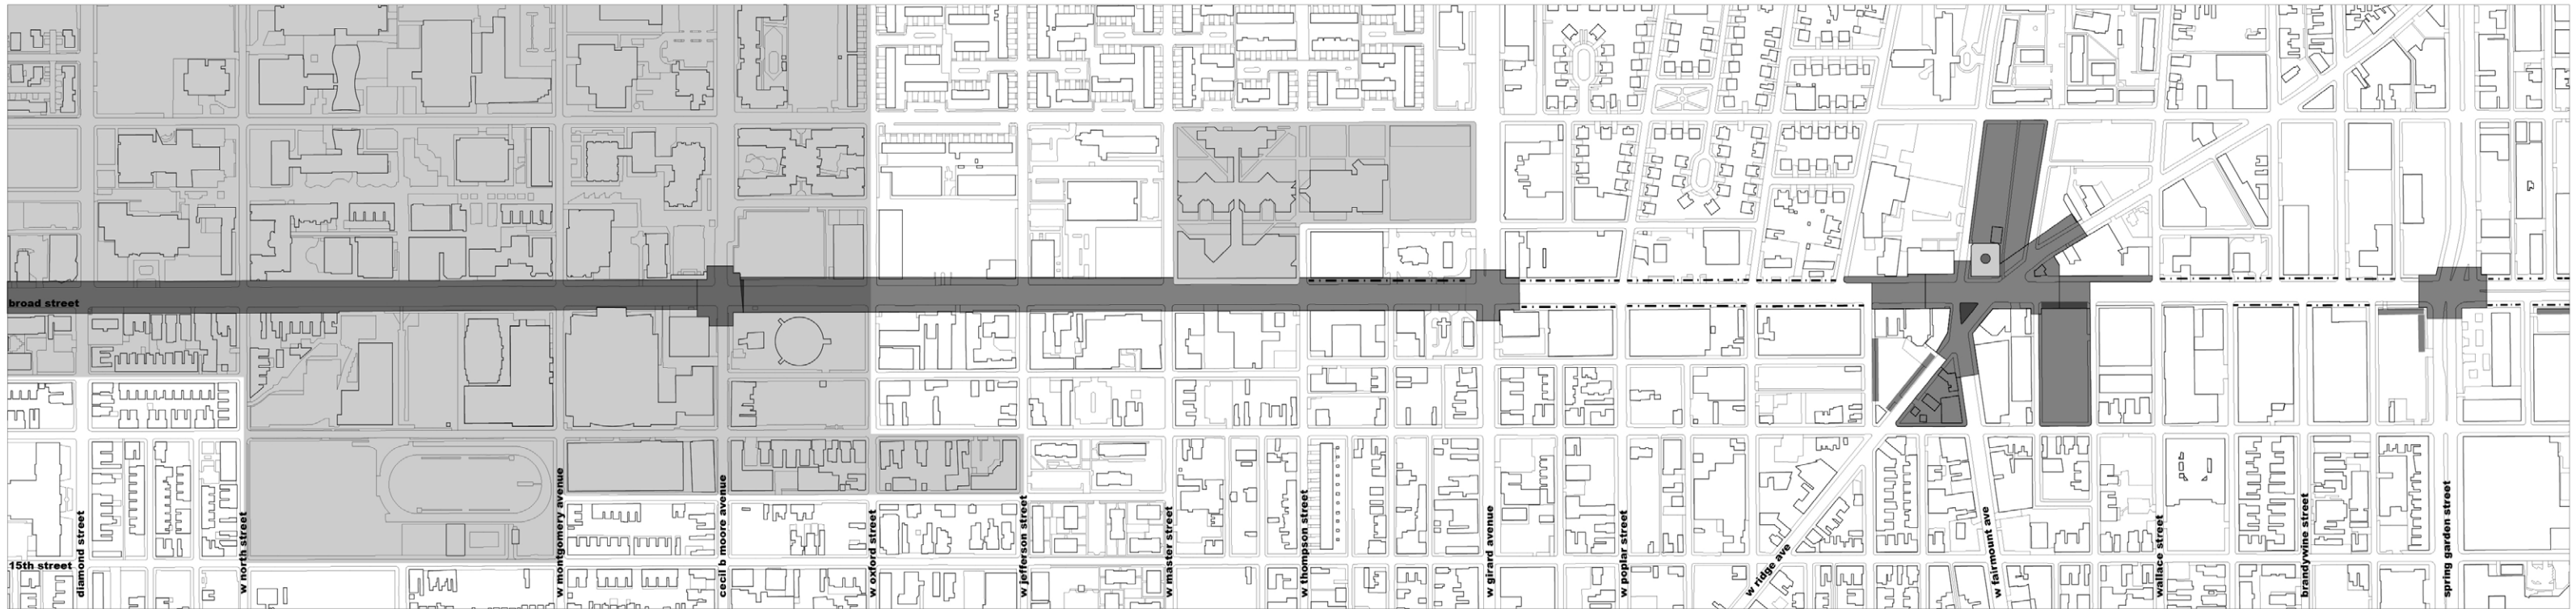 broad street
15th street
diamond street
w north street
w montgomery avenue
cecil b moore avenue
w oxford street
w jefferson street
w master street
w thompson street
w girard avenue
w poplar street
w ridge ave
w fairmount ave
wallace street
brandywine street
spring garden street